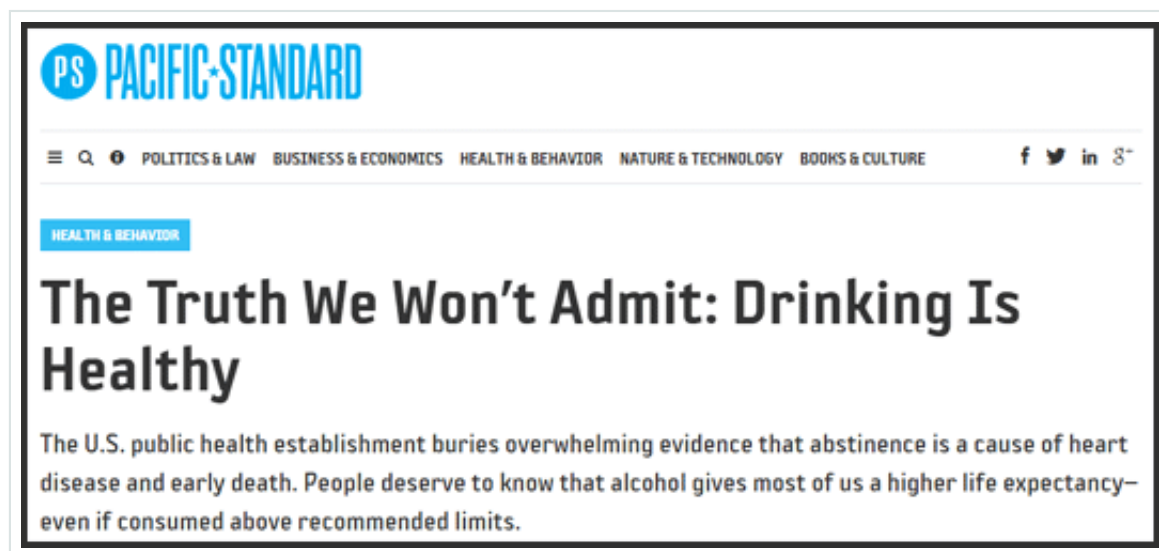 PS PACIFIC★STANDARD
POLITICS & LAW BUSINESS & ECONOMICS HEALTH & BEHAVIOR NATURE & TECHNOLOGY BOOKS & CULTURE f in g+
HEALTH & BEHAVIOR
The Truth We Won't Admit: Drinking Is
Healthy
The U.S. public health establishment buries overwhelming evidence that abstinence is a cause of heart
disease and early death. People deserve to know that alcohol gives most of us a higher life expectancy—
even if consumed above recommended limits.